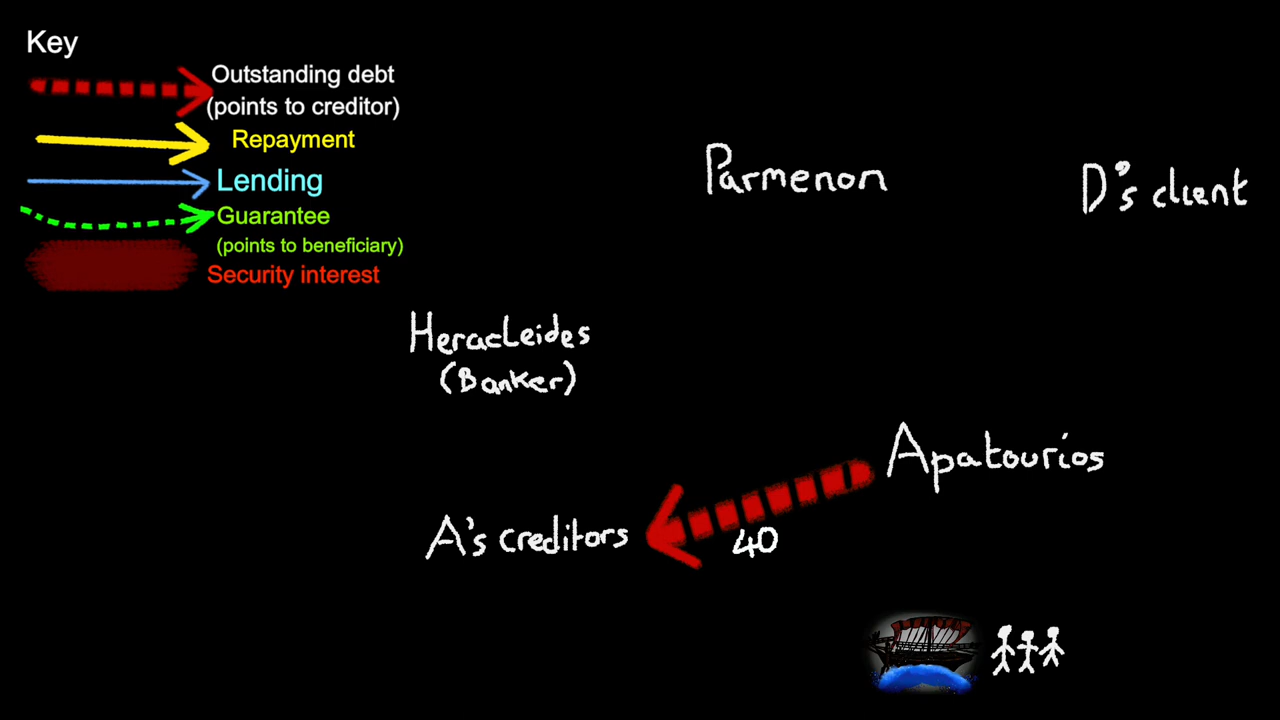 Key
Outstanding debt
(points to creditor)
Repayment
Lending
Guarantee
(points to beneficiary)
Security interest
Parmenon
D's client
Heracleides
(Banker)
Apatourios
A's creditors
40